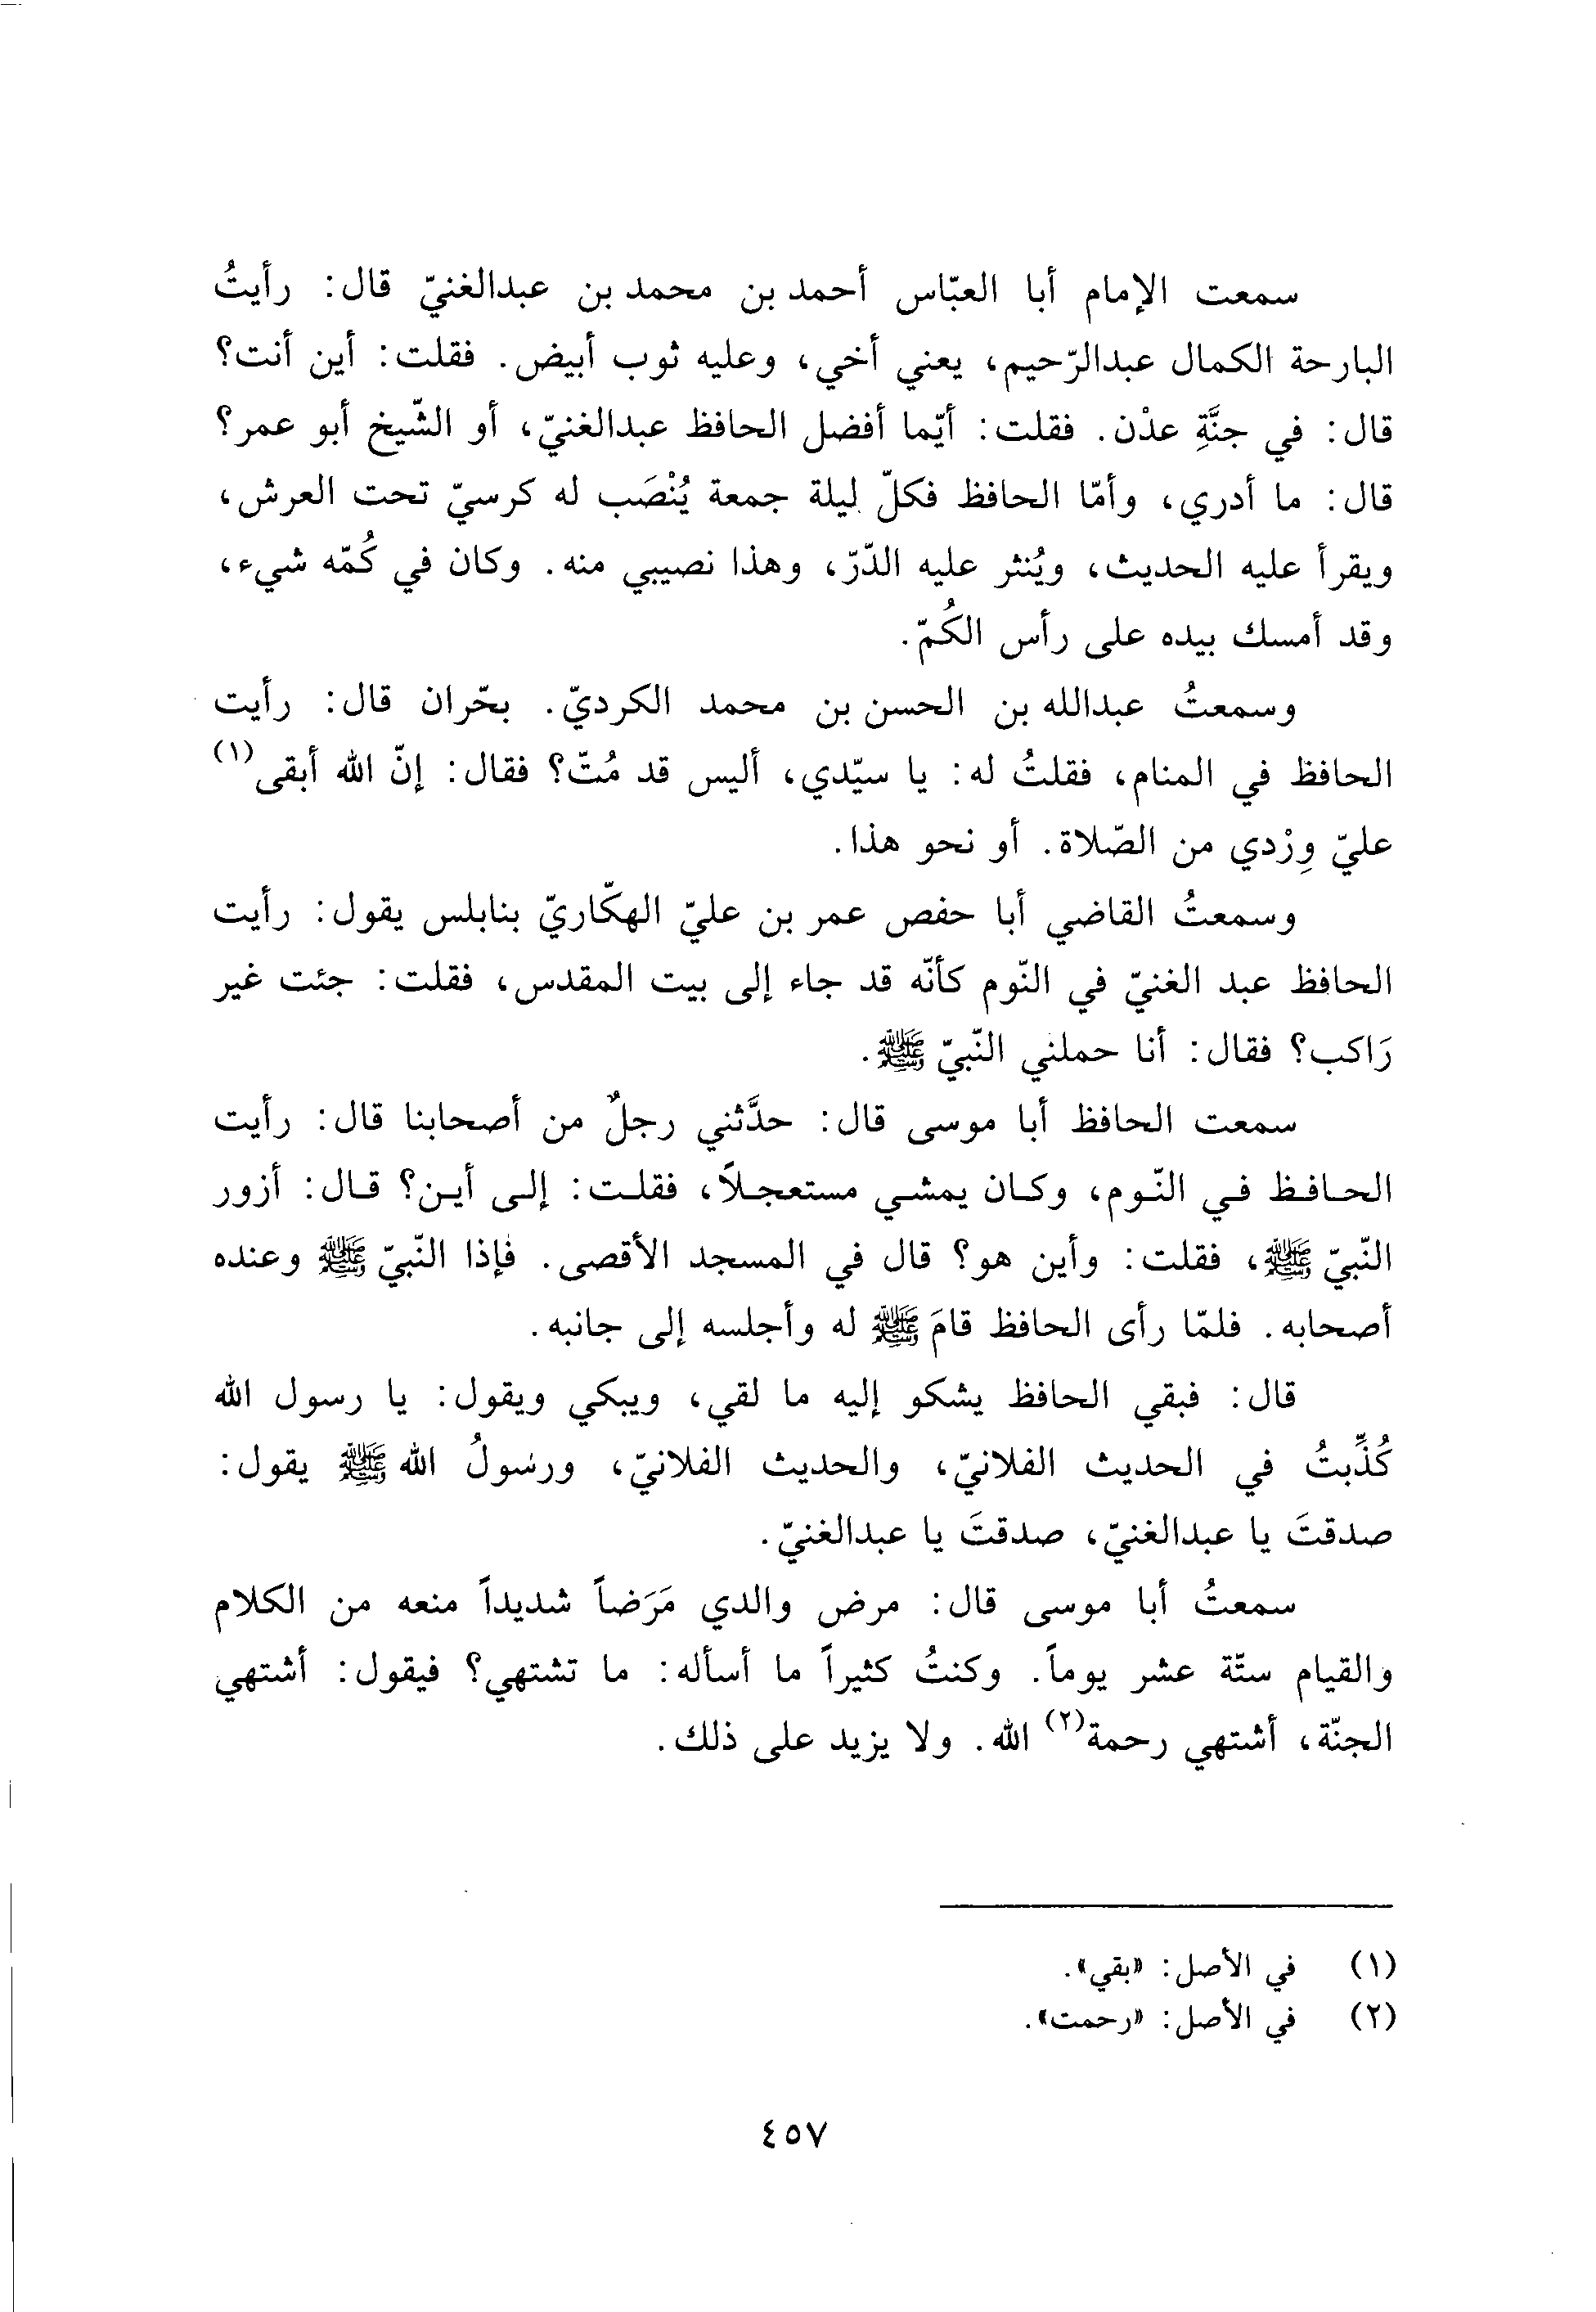 سمعت الإمام أبا العبّاس أحمد بن محمد بن عبدالغنيّ قال: رأيتُ
البارحة الكمال عبدالرّحيم، يعني أخي، وعليه ثوب أبيض. فقلت: أين أنت؟
قال: في جنَّةِ عدْن. فقلت: أيّما أفضل الحافظ عبدالغنيّ، أو الشّيخ أبو عمر؟
قال: ما أدري، وأمّا الحافظ فكلّ ليلة جمعة يُنْصَب له كرسيّ تحت العرش،
ويقرأ عليه الحديث، ويُنثر عليه الدّرّ، وهذا نصيبي منه. وكان في كُمّه شيء،
وقد أمسك بيده على رأس الكُمّ.
وسمعتُ عبدالله بن الحسن بن محمد الكرديّ. بحّران قال: رأيت
الحافظ في المنام، فقلتُ له: يا سيّدي، أليس قد مُتّ؟ فقال: إنّ الله أبقى(١)
عليّ وِرْدي من الصّلاة. أو نحو هذا.
وسمعتُ القاضي أبا حفص عمر بن عليّ الهكّاريّ بنابلس يقول: رأيت
الحافظ عبد الغنيّ في النّوم كأنّه قد جاء إلى بيت المقدس، فقلت: جئت غير
رَاكب؟ فقال: أنا حملني النّبيّ ﷺ.
سمعت الحافظ أبا موسى قال: حدَّثني رجلٌ من أصحابنا قال: رأيت
الحافظ في النّوم، وكان يمشي مستعجلاً، فقلت: إلى أين؟ قال: أزور
النّبيّ ﷺ، فقلت: وأين هو؟ قال في المسجد الأقصى. فإذا النّبيّ ﷺ وعنده
أصحابه. فلمّا رأى الحافظ قامَ ﷺ له وأجلسه إلى جانبه.
قال: فبقي الحافظ يشكو إليه ما لقي، ويبكي ويقول: يا رسول الله
كُذِّبتُ في الحديث الفلانيّ، والحديث الفلانيّ، ورسُولُ الله ﷺ يقول:
صدقتَ يا عبدالغنيّ، صدقتَ يا عبدالغنيّ.
سمعتُ أبا موسى قال: مرض والدي مَرَضاً شديداً منعه من الكلام
والقيام ستّة عشر يوماً. وكنتُ كثيراً ما أسأله: ما تشتهي؟ فيقول: أشتهي
الجنّة، أشتهي رحمة(٢) الله. ولا يزيد على ذلك.
(١) في الأصل: «بقي».
(٢) في الأصل: «رحمت».
٤٥٧